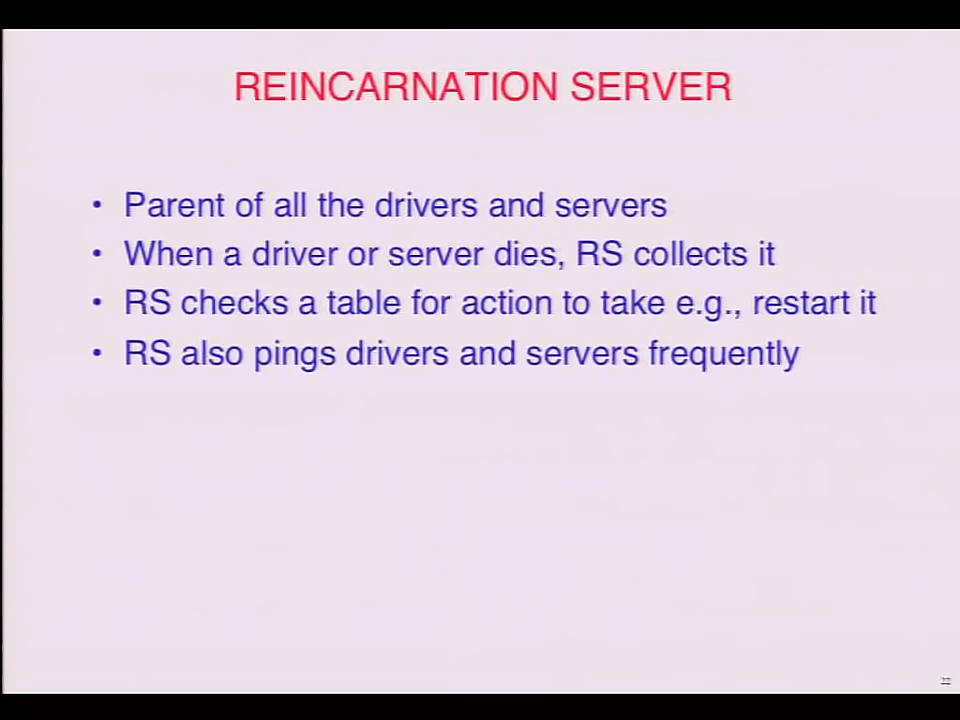 REINCARNATION SERVER
• Parent of all the drivers and servers
• When a driver or server dies, RS collects it
• RS checks a table for action to take e.g., restart it
• RS also pings drivers and servers frequently